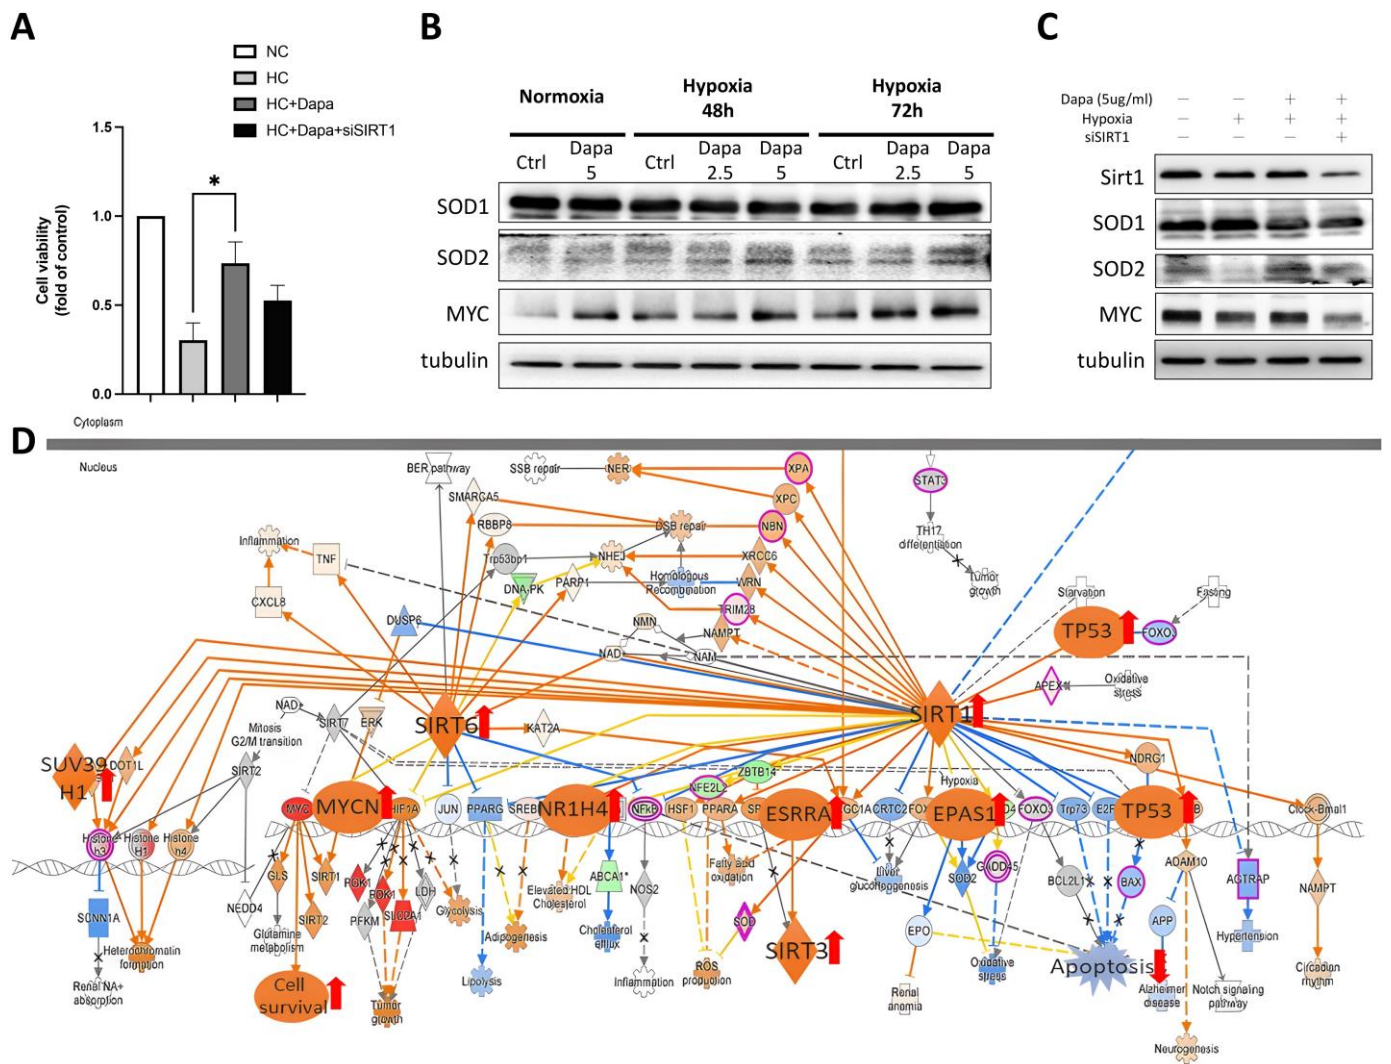 A
NC
HC
HC+Dapa
HC+Dapa+siSIRT1
1.5
1.0
0.5
0.0
Cell viability
(fold of control)
*
B
Normoxia
Hypoxia
48h
Hypoxia
72h
Ctrl
Dapa
5
Ctrl
Dapa
2.5
Dapa
5
Ctrl
Dapa
2.5
Dapa
5
SOD1
SOD2
MYC
tubulin
C
Dapa (5ug/ml) – – + +
Hypoxia – + + +
siSIRT1 – – – +
Sirt1
SOD1
SOD2
MYC
tubulin
D
Cytoplasm
Nucleus
BER pathway
SSB repair
NER
XPA
STAT3
SMARCA5
XPC
RBBP8
DSB repair
NBN
TH17
differentiation
Inflammation
TNF
Trp53bp1
NHEJ
XRCC6
DNA-PK
PARP1
Homologous
Recombination
WRN
Tumor
growth
Starvation
Fasting
CXCL8
DUSP6
TRIM28
NMN
NAMPT
TP53
NAD
NAM
APEX1
Oxidative
stress
NAD
SIRT7
ERK
SIRT6
KAT2A
SIRT1
Mitosis
G2/M transition
SUV39
H1
DOT1L
SIRT2
ZBTB14
Hypoxia
NDRG1
NFE2L2
MYC
MYCN
HIF1A
JUN
PPARG
NR1H4
NFkB
HSF1
PPARA
ESRRA
CRTC2
EPAS1
FOXO3
Trp73
TP53
Clock-Bmal1
Histone
h3
Histone
H1
Histone
h4
GLS
SIRT1
PDK1
LDH
Glycolysis
Elevated HDL
Cholesterol
ABCA1*
NOS2
Fatty acid
oxidation
Liver
gluconeogenesis
SOD2
GADD45
BCL2L1
BAX
ADAM10
AGTRAP
NAMPT
SCNN1A
NEDD4
SIRT2
PFKM
SLC2A1
Glutamine
metabolism
Adipogenesis
Cholesterol
efflux
SOD
SIRT3
EPO
APP
Hypertension
Heterochromatin
formation
Renal NA+
absorption
Cell
survival
Tumor
growth
Lipolysis
Inflammation
ROS
production
Renal
anemia
Oxidative
stress
Apoptosis
Alzheimer
disease
Notch signaling
pathway
Circadian
rhythm
Neurogenesis